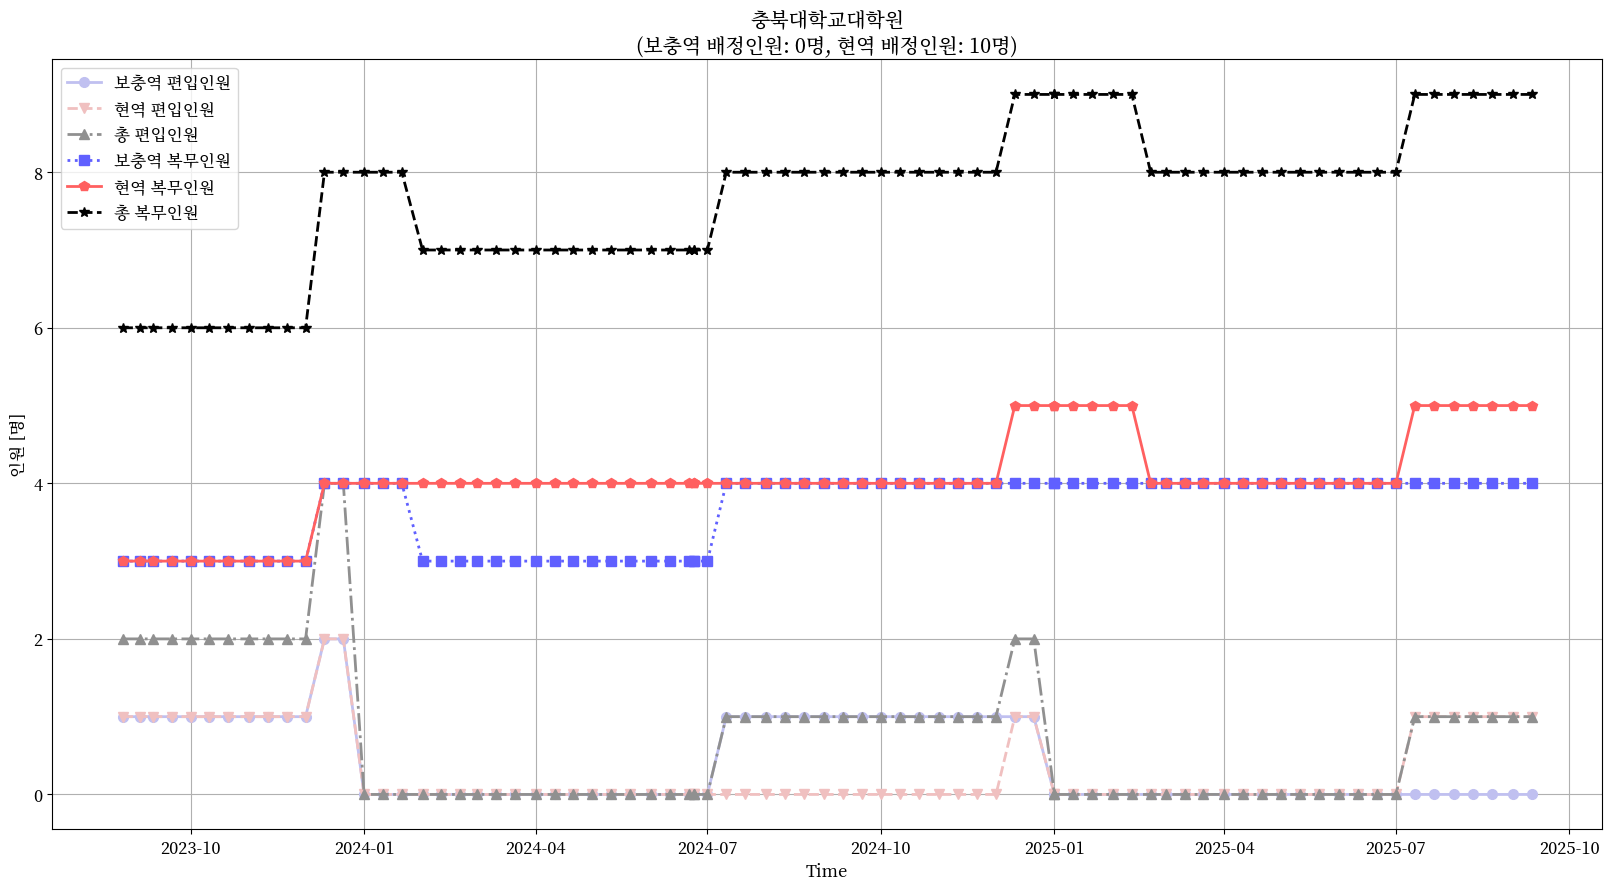 충북대학교대학원
(보충역 배정인원: 0명, 현역 배정인원: 10명)
보충역 편입인원
현역 편입인원
총 편입인원
보충역 복무인원
현역 복무인원
총 복무인원
인원 [명]
8
6
4
2
0
2023-10
2024-01
2024-04
2024-07
2024-10
2025-01
2025-04
2025-07
2025-10
Time